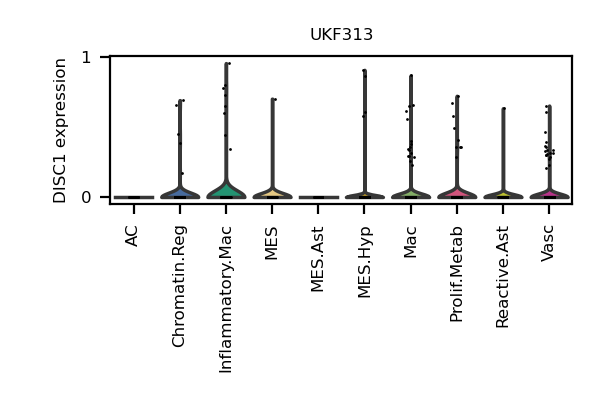 UKF313
DISC1 expression
1
0
AC
Chromatin.Reg
Inflammatory.Mac
MES
MES.Ast
MES.Hyp
Mac
Prolif.Metab
Reactive.Ast
Vasc